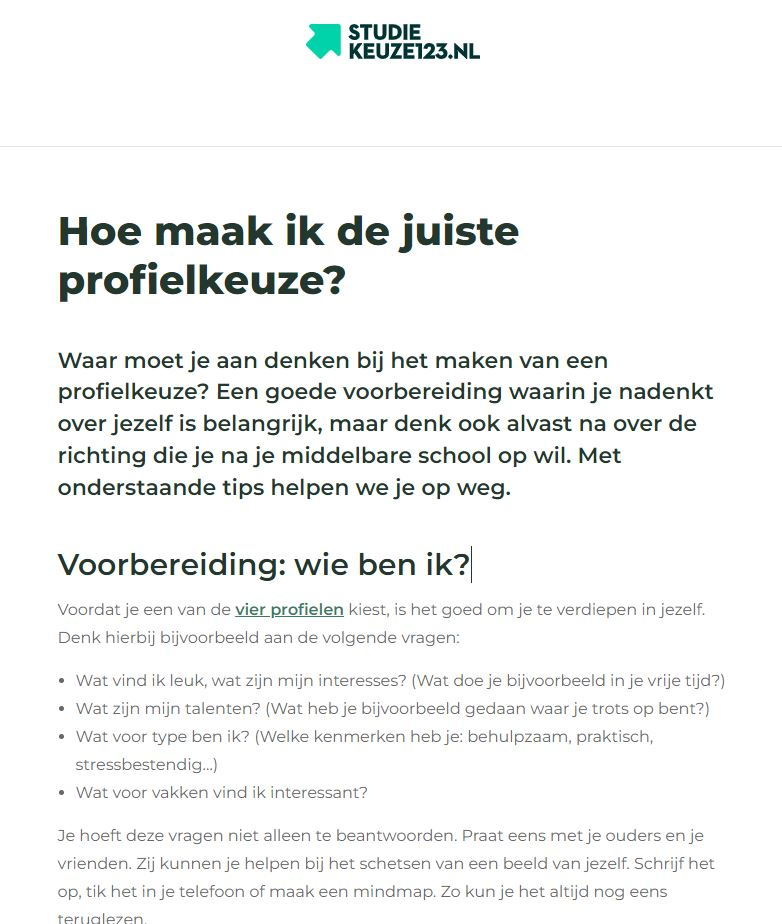 STUDIE
KEUZE123.NL
Hoe maak ik de juiste
profielkeuze?
Waar moet je aan denken bij het maken van een
profielkeuze? Een goede voorbereiding waarin je nadenkt
over jezelf is belangrijk, maar denk ook alvast na over de
richting die je na je middelbare school op wil. Met
onderstaande tips helpen we je op weg.
Voorbereiding: wie ben ik?
Voordat je een van de vier profielen kiest, is het goed om je te verdiepen in jezelf.
Denk hierbij bijvoorbeeld aan de volgende vragen:
• Wat vind ik leuk, wat zijn mijn interesses? (Wat doe je bijvoorbeeld in je vrije tijd?)
• Wat zijn mijn talenten? (Wat heb je bijvoorbeeld gedaan waar je trots op bent?)
• Wat voor type ben ik? (Welke kenmerken heb je: behulpzaam, praktisch,
stressbestendig…)
• Wat voor vakken vind ik interessant?
Je hoeft deze vragen niet alleen te beantwoorden. Praat eens met je ouders en je
vrienden. Zij kunnen je helpen bij het schetsen van een beeld van jezelf. Schrijf het
op, tik het in je telefoon of maak een mindmap. Zo kun je het altijd nog eens
teruglezen.